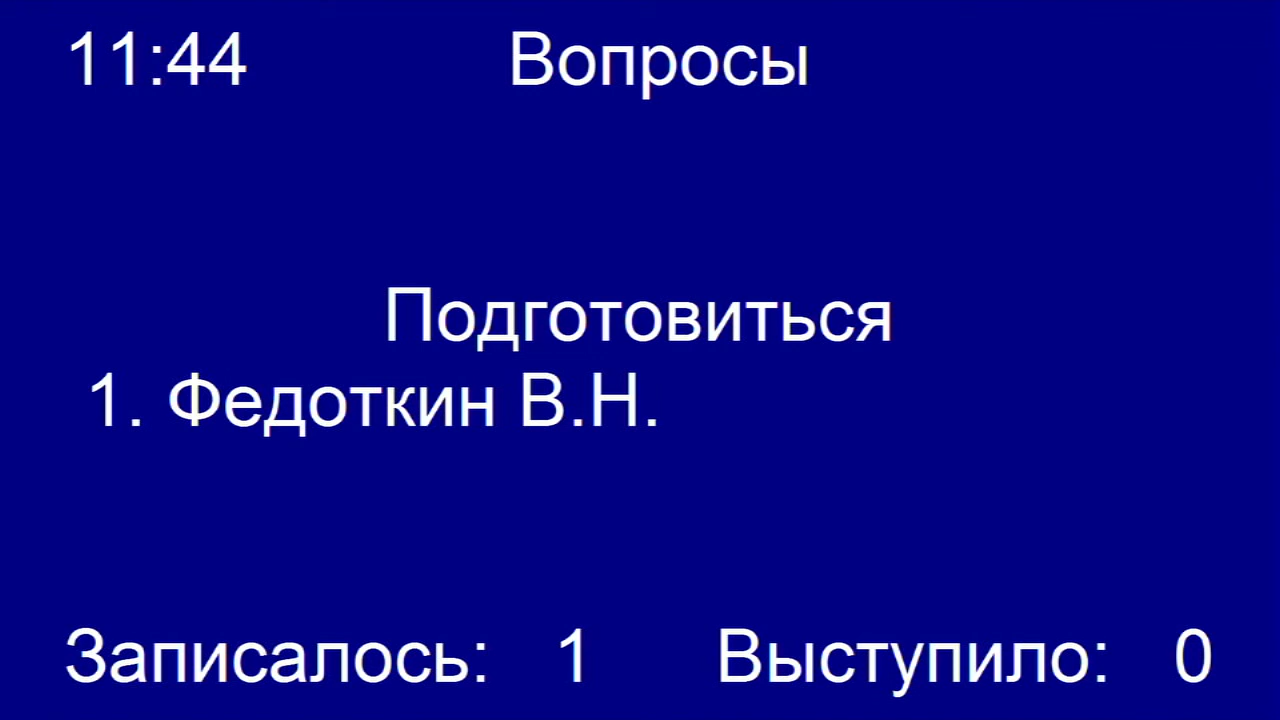 11:44 Вопросы
Подготовиться
1. Федоткин В.Н.
Записалось: 1 Выступило: 0